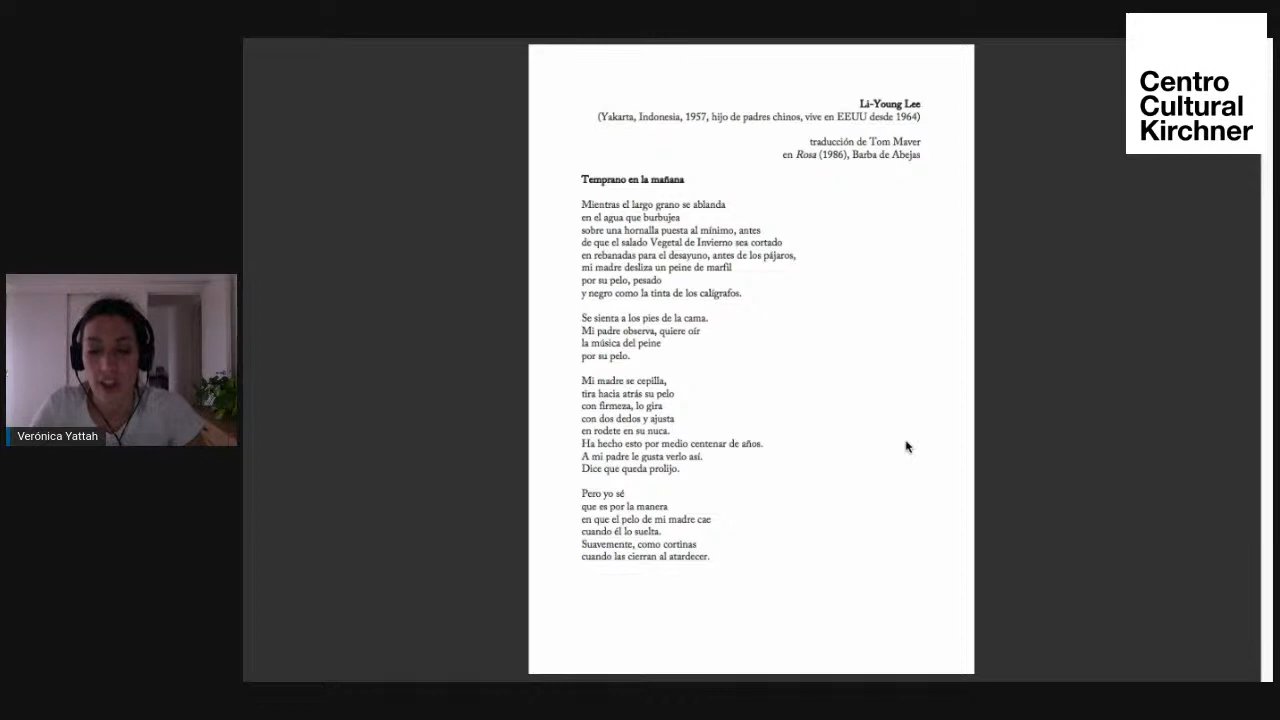 Centro
Cultural
Kirchner
Li-Young Lee
(Yakarta, Indonesia, 1957, hijo de padres chinos, vive en EEUU desde 1964)
traducción de Tom Maver
en Rosa (1986), Barba de Abejas
Temprano en la mañana
Mientras el largo grano se ablanda
en el agua que burbujea
sobre una hornalla puesta al mínimo, antes
de que el salado Vegetal de Invierno sea cortado
en rebanadas para el desayuno, antes de los pájaros,
mi madre desliza un peine de marfil
por su pelo, pesado
y negro como la tinta de los calígrafos.
Se sienta a los pies de la cama.
Mi padre observa, quiere oír
la música del peine
por su pelo.
Mi madre se cepilla,
tira hacia atrás su pelo
con firmeza, lo gira
con dos dedos y ajusta
en rodete en su nuca.
Ha hecho esto por medio centenar de años.
A mi padre le gusta verlo así.
Dice que queda prolijo.
Pero yo sé
que es por la manera
en que el pelo de mi madre cae
cuando él lo suelta.
Suavemente, como cortinas
cuando las cierran al atardecer.
Verónica Yattah